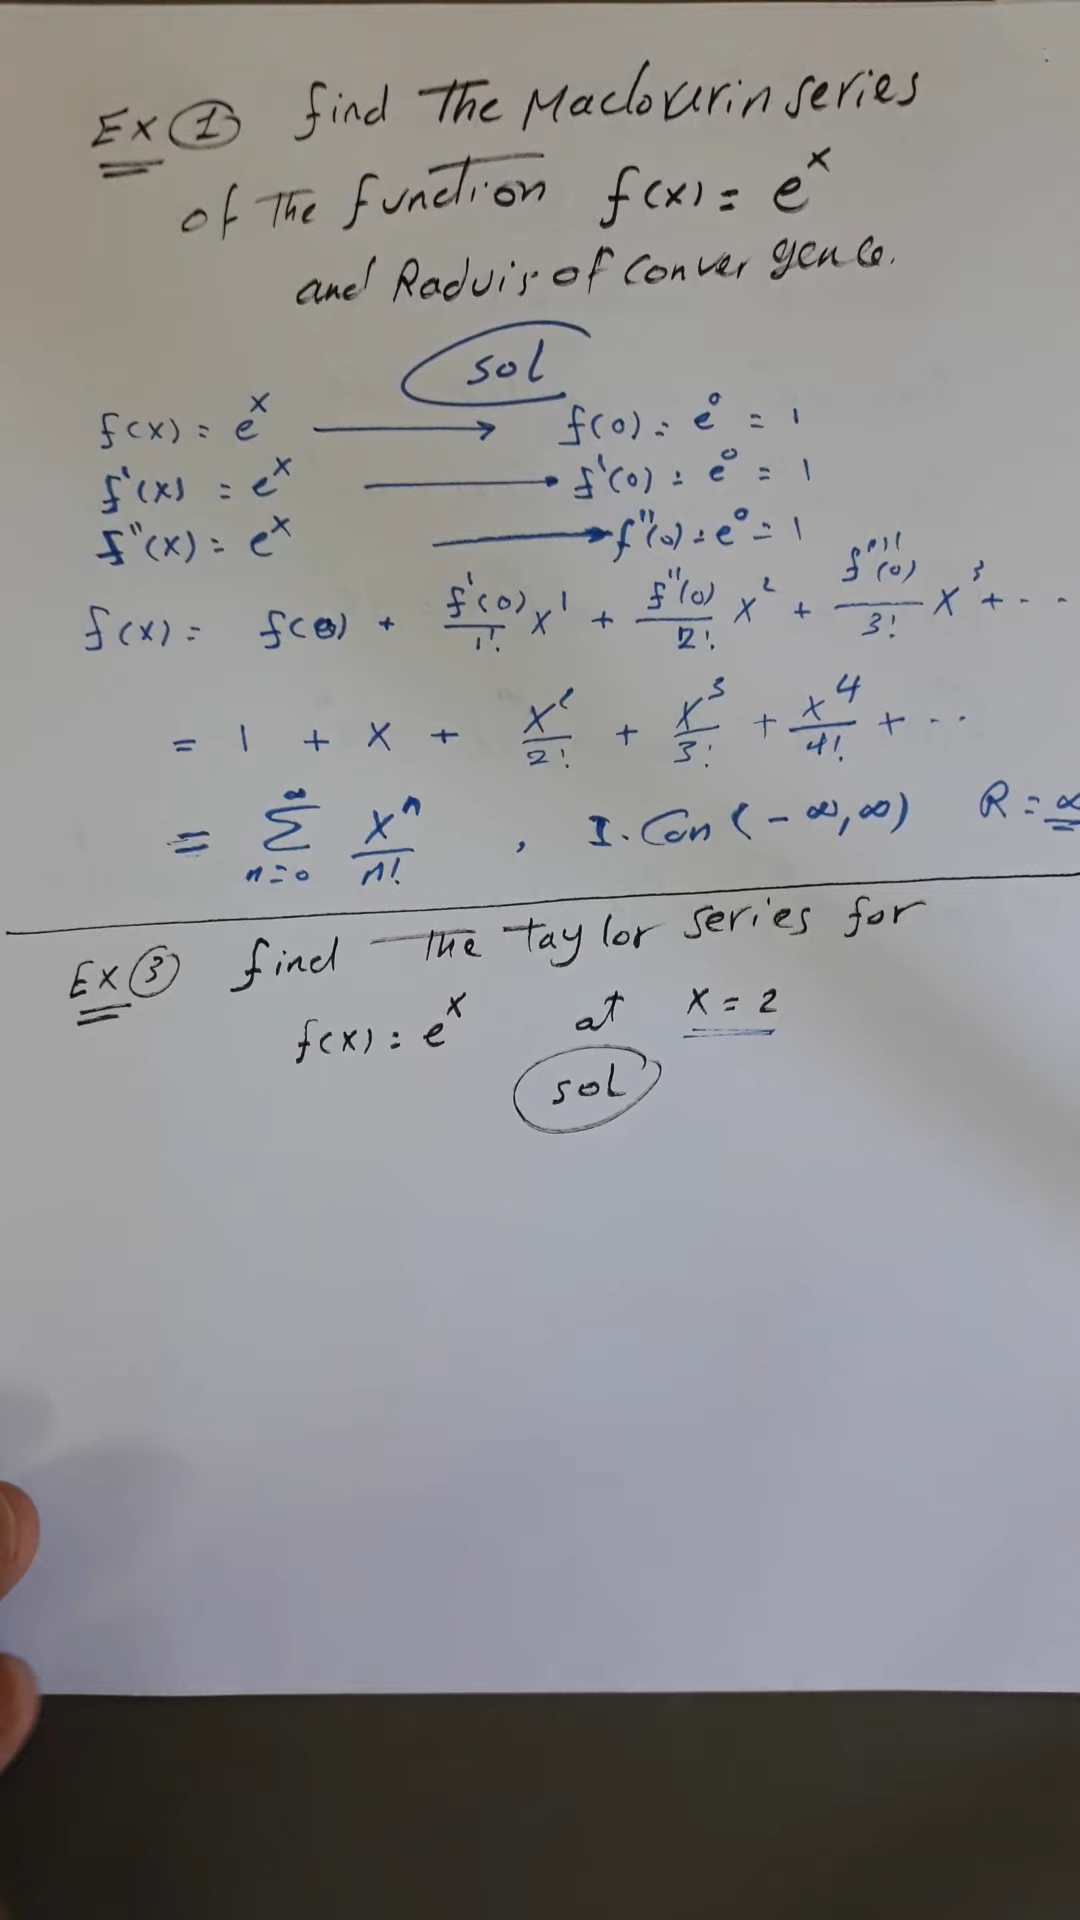 Ex ① find The Maclourin series
of The function f(x) = e^x
and Raduis of Convergence.
sol
f(x) = e^x → f(0) = e^0 = 1
f'(x) = e^x → f'(0) = e^0 = 1
f''(x) = e^x → f''(0) = e^0 = 1
f(x) = f(0) + f'(0)/1! x^1 + f''(0)/2! x^2 + f'''(0)/3! x^3 + ...
= 1 + x + x^2/2! + x^3/3! + x^4/4! + ...
= ∑_{n=0}^{∞} x^n/n! , I. Con (-∞,∞) R = ∞
Ex ③ find The taylor series for
f(x) = e^x at x = 2
sol